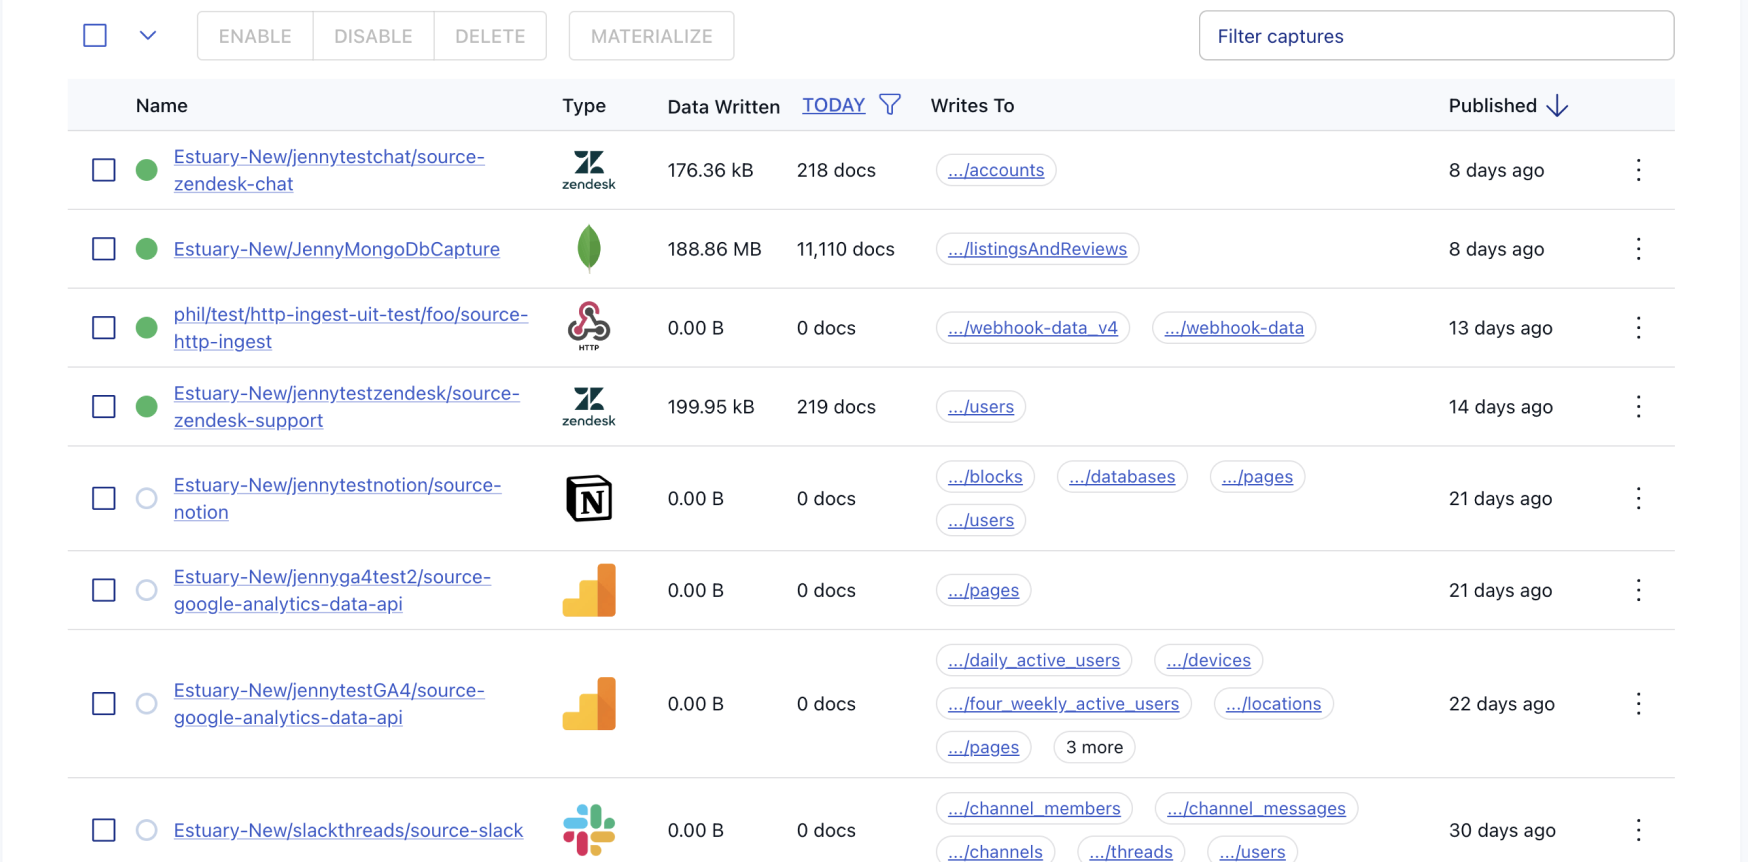 ENABLE DISABLE DELETE MATERIALIZE Filter captures
Name Type Data Written TODAY Writes To Published
Estuary-New/jennytestchat/source-
zendesk-chat
zendesk
176.36 kB 218 docs .../accounts 8 days ago
Estuary-New/JennyMongoDbCapture 188.86 MB 11,110 docs .../listingsAndReviews 8 days ago
phil/test/http-ingest-uit-test/foo/source-
http-ingest
HTTP
0.00 B 0 docs .../webhook-data_v4 .../webhook-data 13 days ago
Estuary-New/jennytestzendesk/source-
zendesk-support
zendesk
199.95 kB 219 docs .../users 14 days ago
Estuary-New/jennytestnotion/source-
notion
N
0.00 B 0 docs .../blocks .../databases .../pages
.../users
21 days ago
Estuary-New/jennyga4test2/source-
google-analytics-data-api
0.00 B 0 docs .../pages 21 days ago
Estuary-New/jennytestGA4/source-
google-analytics-data-api
0.00 B 0 docs .../daily_active_users .../devices
.../four_weekly_active_users .../locations
.../pages 3 more
22 days ago
Estuary-New/slackthreads/source-slack 0.00 B 0 docs .../channel_members .../channel_messages
.../channels .../threads .../users
30 days ago